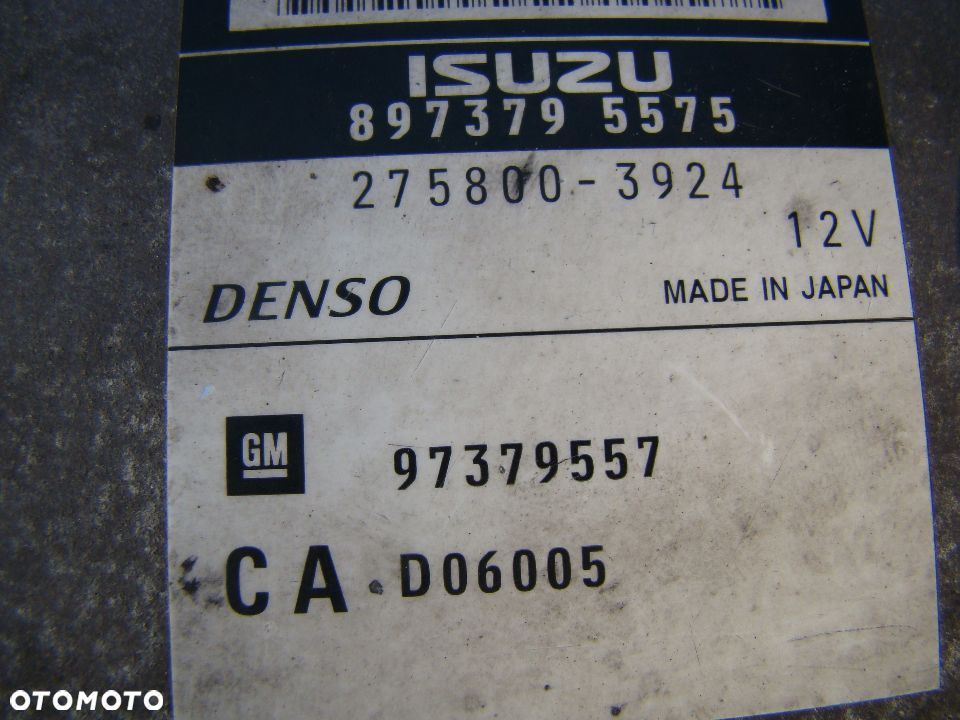 ISUZU
897379 5575
275800-3924
12V
DENSO MADE IN JAPAN
GM 97379557
CA D06005
OTOMOTO